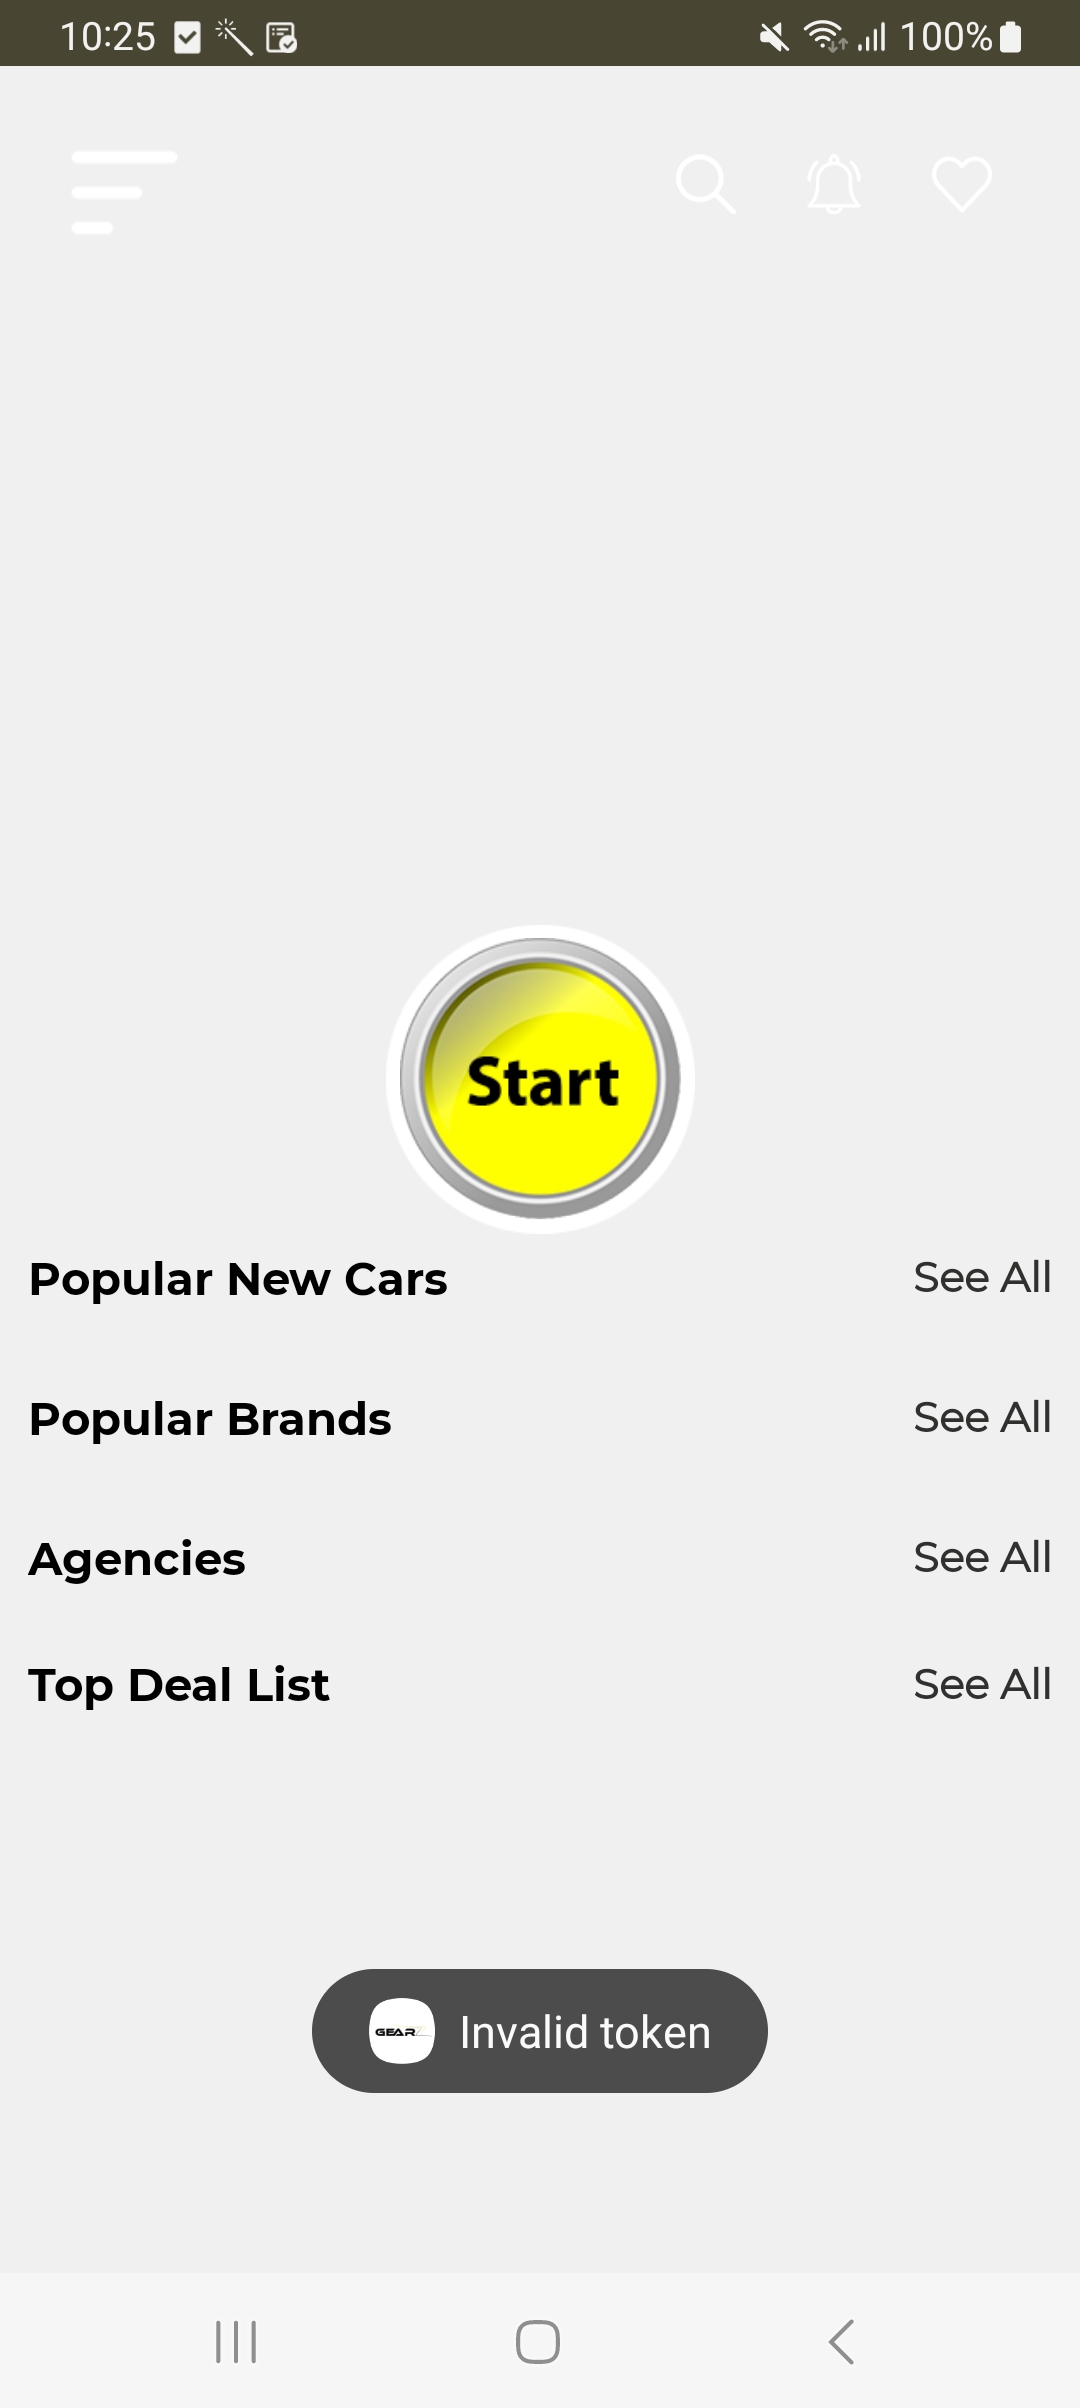 10:25
100%
Start
Popular New Cars
See All
Popular Brands
See All
Agencies
See All
Top Deal List
See All
GEAR
Invalid token